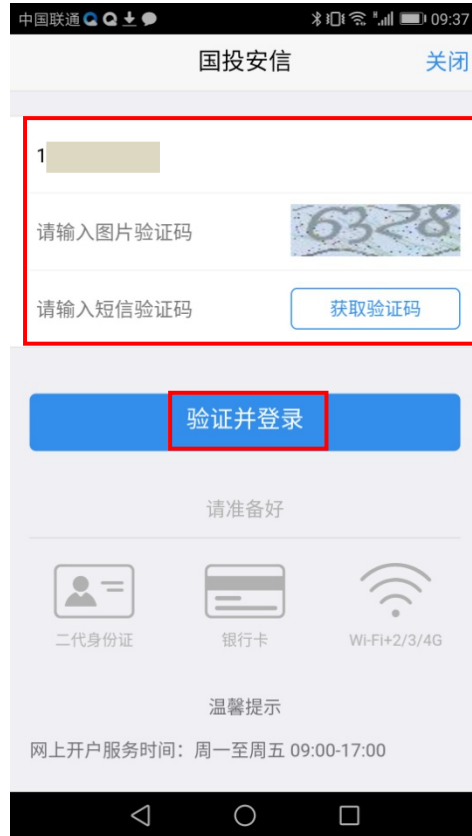 中国联通 09:37
国投安信 关闭
1
请输入图片验证码 6328
请输入短信验证码 获取验证码
验证并登录
请准备好
二代身份证 银行卡 Wi-Fi+2/3/4G
温馨提示
网上开户服务时间：周一至周五 09:00-17:00